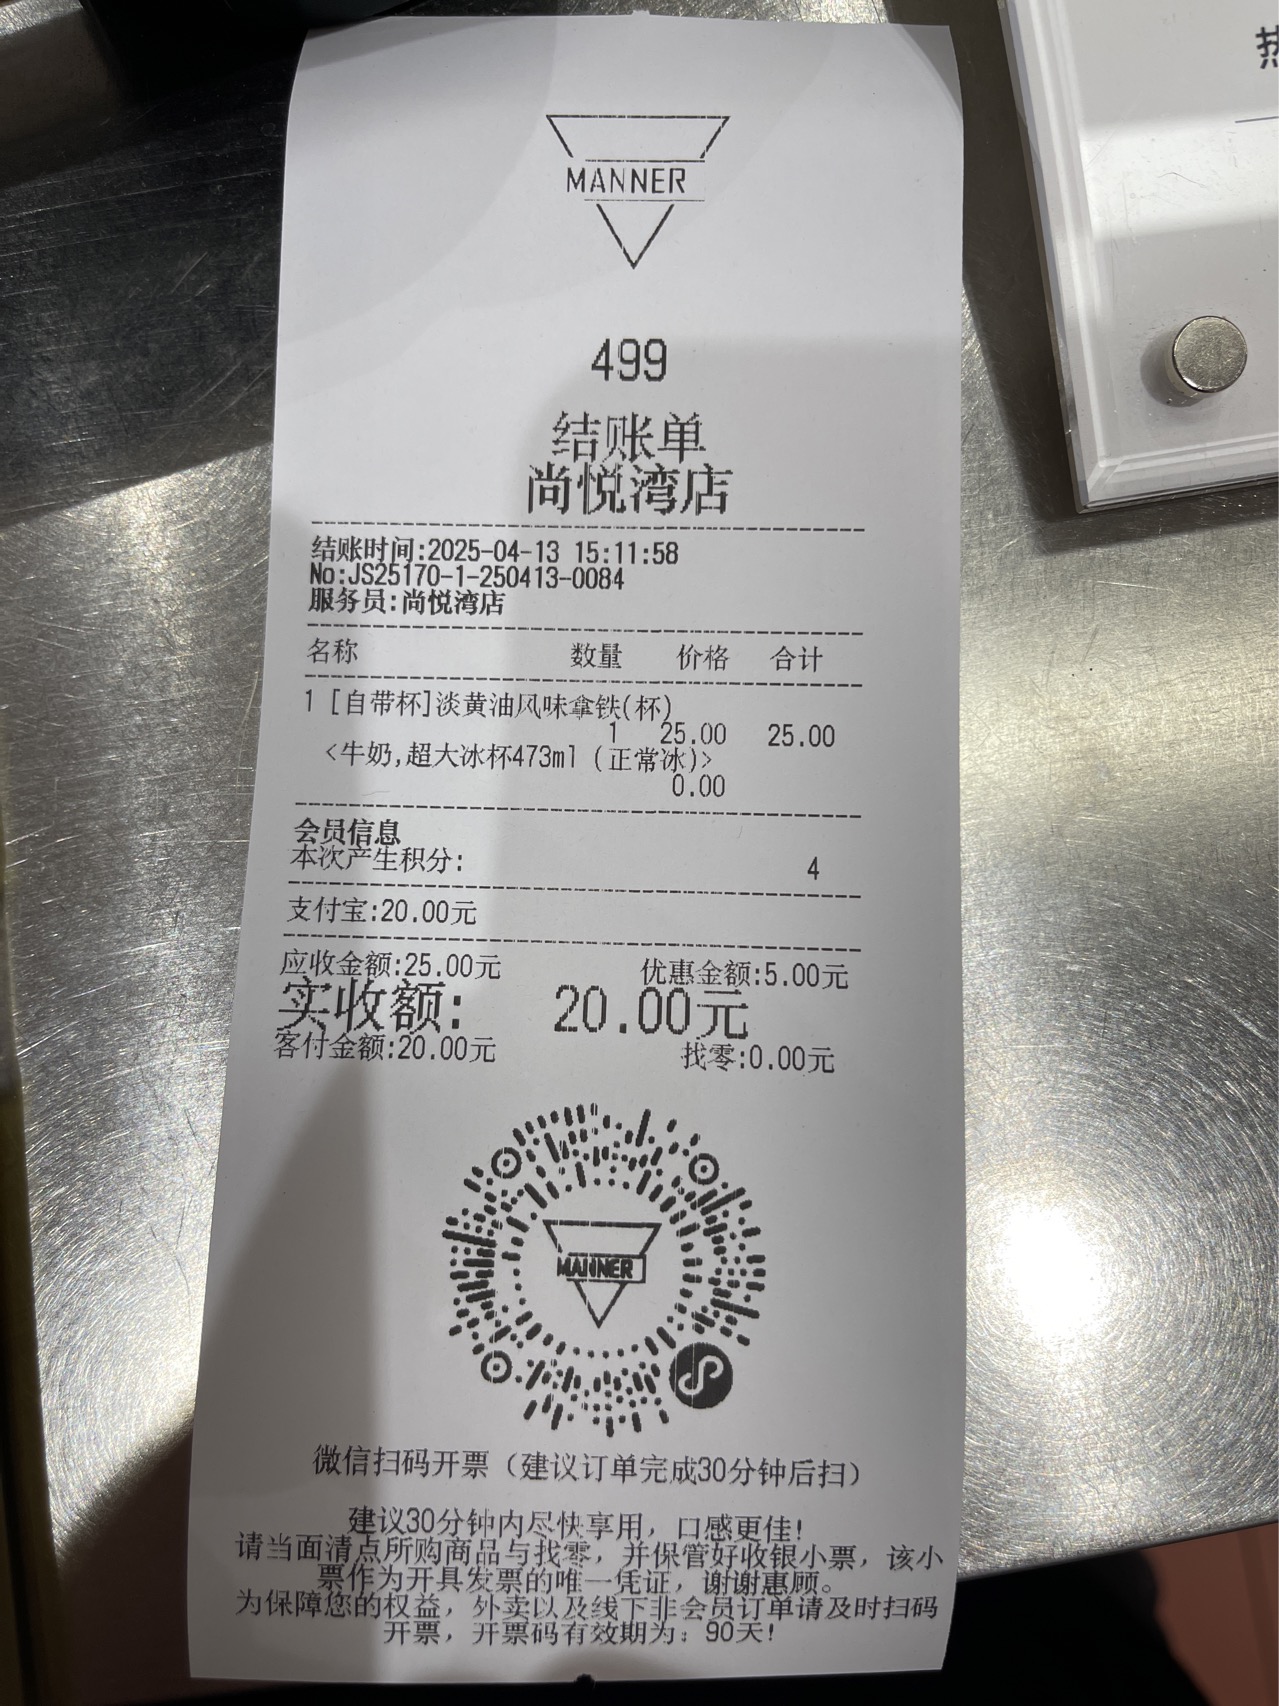 热
MANNER
499
结账单
尚悦湾店
结账时间:2025-04-13 15:11:58
No:JS25170-1-250413-0084
服务员:尚悦湾店
名称 数量 价格 合计
1 [自带杯]淡黄油风味拿铁(杯)
1 25.00 25.00
<牛奶,超大冰杯473ml (正常冰)>
0.00
会员信息
本次产生积分: 4
支付宝:20.00元
应收金额:25.00元 优惠金额:5.00元
实收额: 20.00元
客付金额:20.00元 找零:0.00元
MANNER
微信扫码开票（建议订单完成30分钟后扫）
建议30分钟内尽快享用，口感更佳!
请当面清点所购商品与找零，并保管好收银小票，该小
票作为开具发票的唯一凭证，谢谢惠顾。
为保障您的权益，外卖以及线下非会员订单请及时扫码
开票，开票码有效期为：90天!